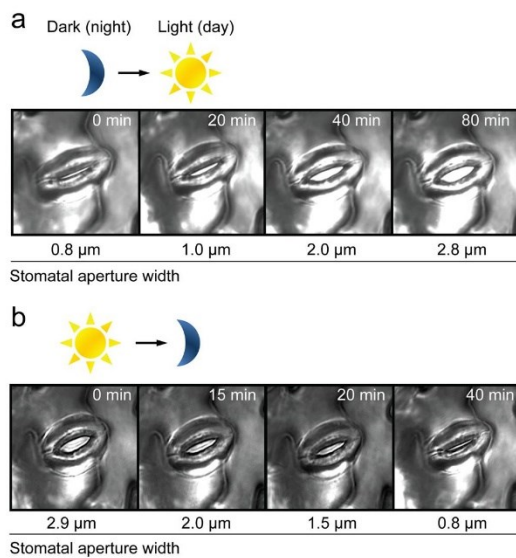 a
Dark (night) Light (day)
0 min 20 min 40 min 80 min
0.8 µm 1.0 µm 2.0 µm 2.8 µm
Stomatal aperture width
b
0 min 15 min 20 min 40 min
2.9 µm 2.0 µm 1.5 µm 0.8 µm
Stomatal aperture width